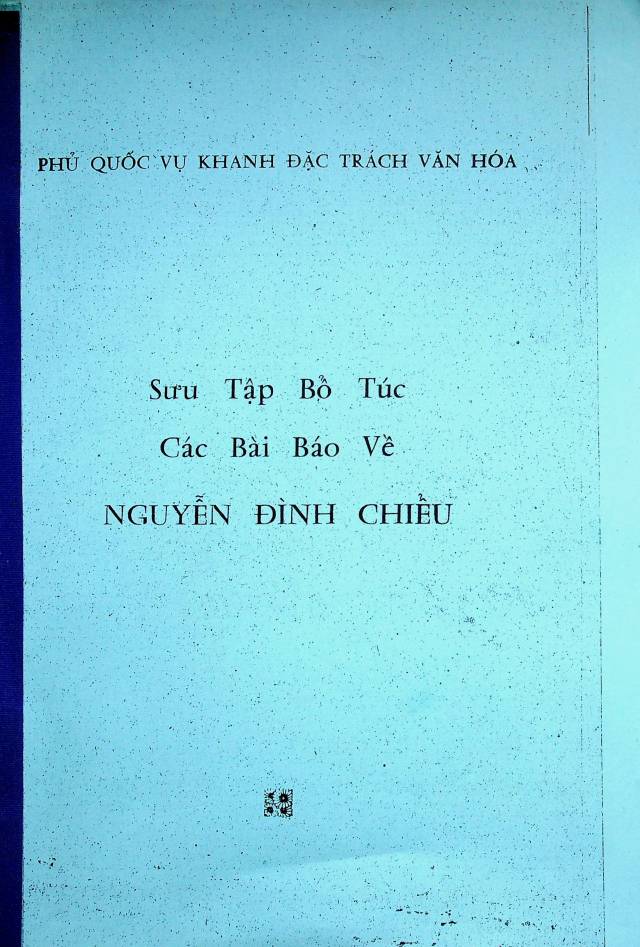 PHỦ QUỐC VỤ KHANH ĐẶC TRÁCH VĂN HÓA
Sưu Tập Bổ Túc
Các Bài Báo Về
NGUYỄN ĐÌNH CHIỂU